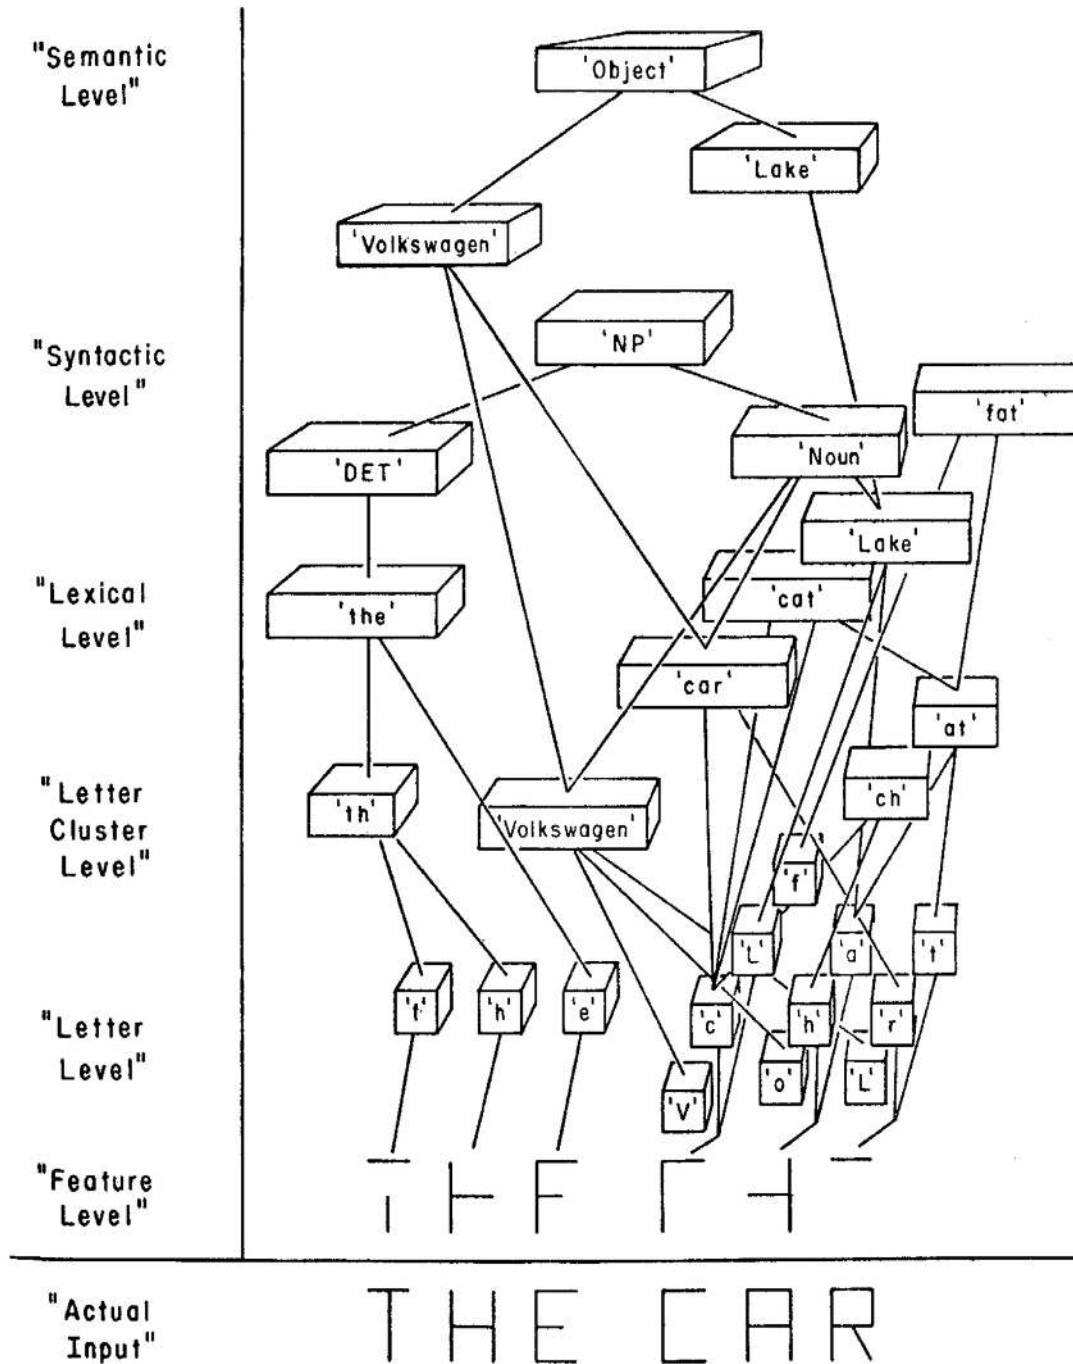 "Semantic
Level"
'Object'
'Lake'
'Volkswagen'
"Syntactic
Level"
'NP'
'fat'
'DET'
'Noun'
'Lake'
"Lexical
Level"
'the'
'cat'
'car'
'at'
"Letter
Cluster
Level"
'th'
'Volkswagen'
'ch'
'f'
"Letter
Level"
'L'
'a'
't'
't'
'h'
'e'
'c'
'h'
'r'
'o'
'L'
'V'
"Feature
Level"
"Actual
Input"
THE CAR